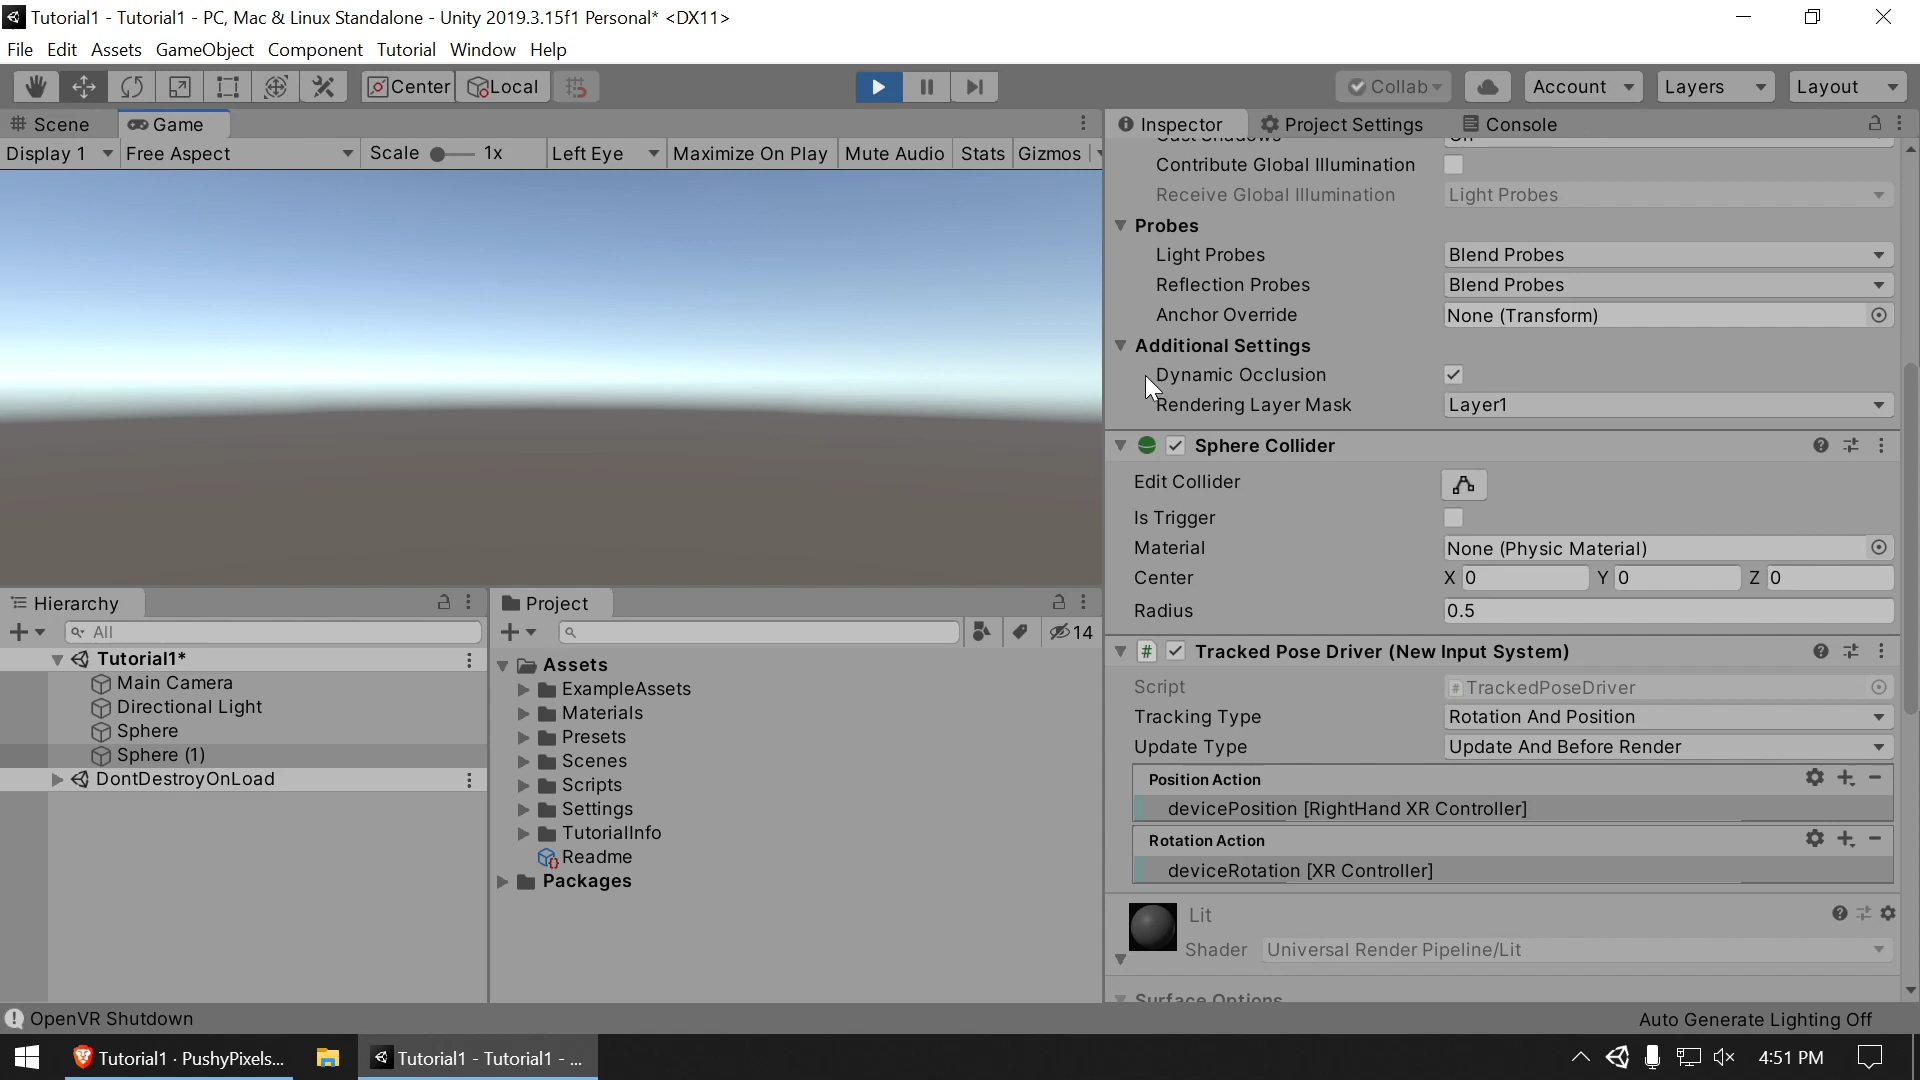 Tutorial1 - Tutorial1 - PC, Mac & Linux Standalone - Unity 2019.3.15f1 Personal* <DX11>
File Edit Assets GameObject Component Tutorial Window Help
Center Local Collab Account Layers Layout
Scene Game
Display 1 Free Aspect Scale 1x Left Eye Maximize On Play Mute Audio Stats Gizmos
Inspector Project Settings Console
Contribute Global Illumination
Receive Global Illumination Light Probes
Probes
Light Probes Blend Probes
Reflection Probes Blend Probes
Anchor Override None (Transform)
Additional Settings
Dynamic Occlusion
Rendering Layer Mask Layer1
Sphere Collider
Edit Collider
Is Trigger
Material None (Physic Material)
Center X 0 Y 0 Z 0
Radius 0.5
Tracked Pose Driver (New Input System)
Script # TrackedPoseDriver
Tracking Type Rotation And Position
Update Type Update And Before Render
Position Action
devicePosition [RightHand XR Controller]
Rotation Action
deviceRotation [XR Controller]
Lit
Shader Universal Render Pipeline/Lit
Surface Options
Hierarchy
All
Tutorial1*
Main Camera
Directional Light
Sphere
Sphere (1)
DontDestroyOnLoad
Project
14
Assets
ExampleAssets
Materials
Presets
Scenes
Scripts
Settings
TutorialInfo
Readme
Packages
OpenVR Shutdown
Auto Generate Lighting Off
Tutorial1 · PushyPixels...
Tutorial1 - Tutorial1 - ...
4:51 PM